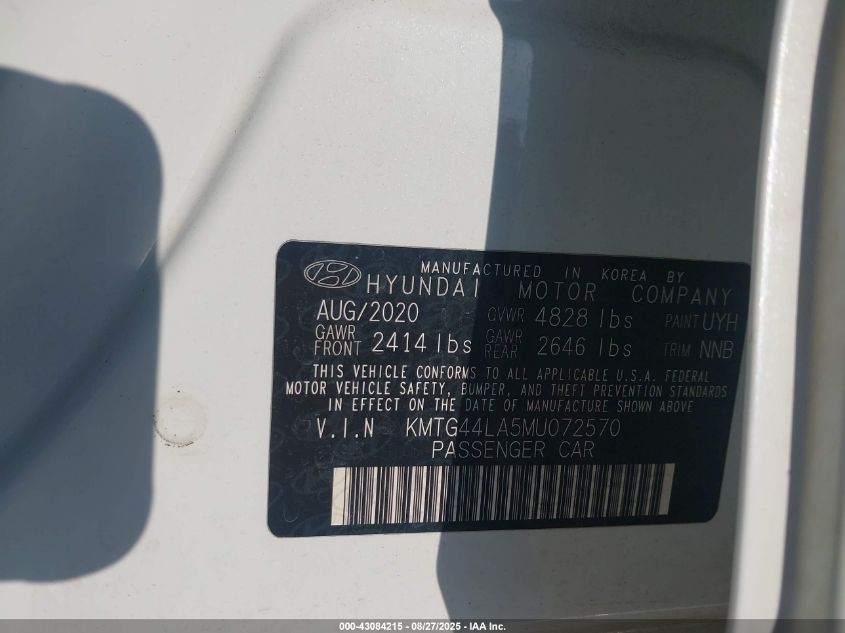 MANUFACTURED IN KOREA BY
HYUNDAI MOTOR COMPANY
AUG/2020 GVWR 4828 lbs PAINT UYH
GAWR FRONT 2414 lbs GAWR REAR 2646 lbs TRIM NNB
THIS VEHICLE CONFORMS TO ALL APPLICABLE U.S.A. FEDERAL
MOTOR VEHICLE SAFETY, BUMPER, AND THEFT PREVENTION STANDARDS
IN EFFECT ON THE DATE OF MANUFACTURE SHOWN ABOVE
V.I.N KMTG44LA5MU072570
PASSENGER CAR
000-43084215 - 08/27/2025 - IAA Inc.